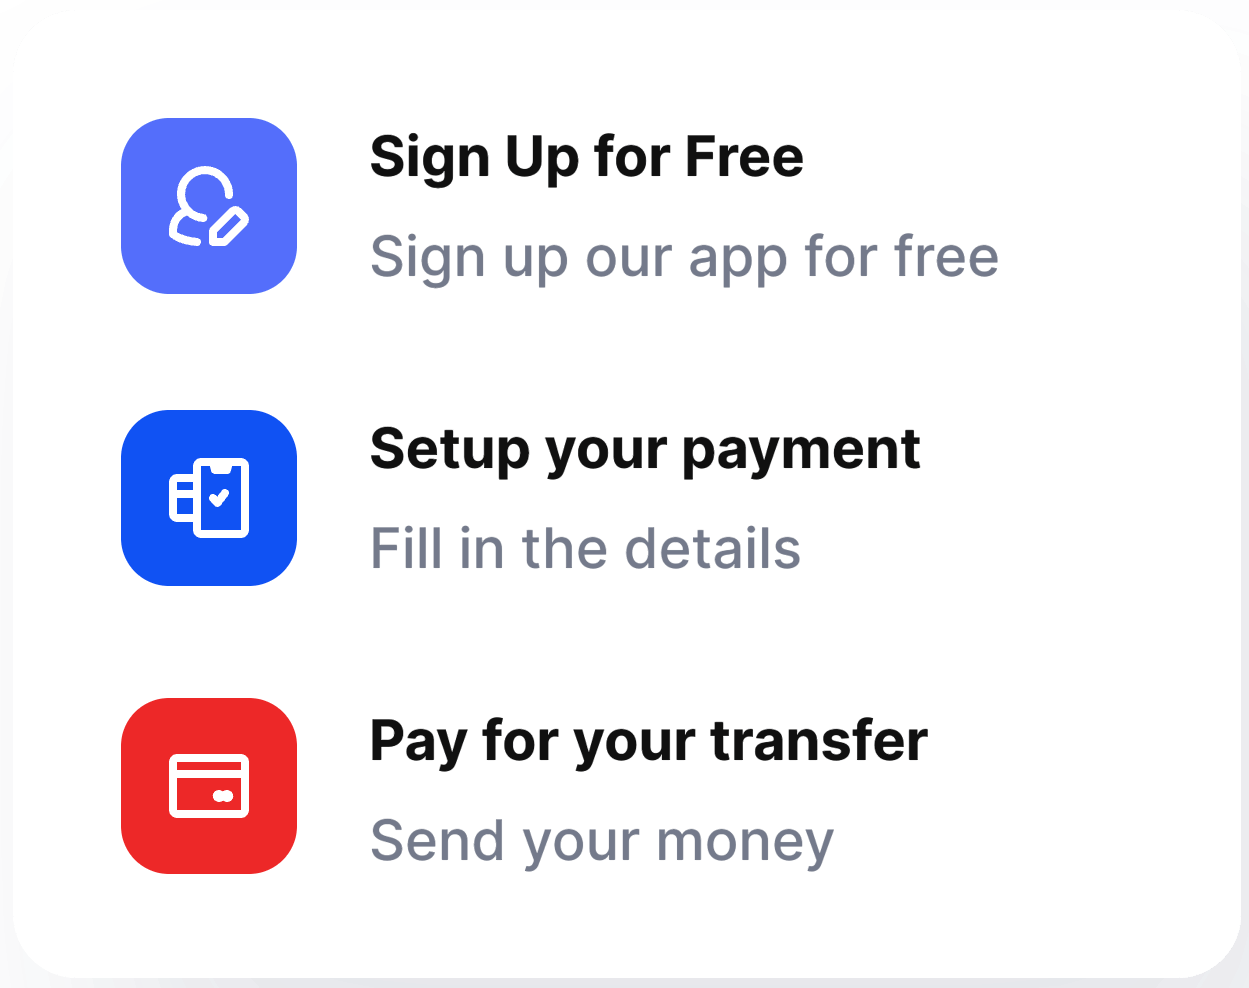 Sign Up for Free
Sign up our app for free
Setup your payment
Fill in the details
Pay for your transfer
Send your money